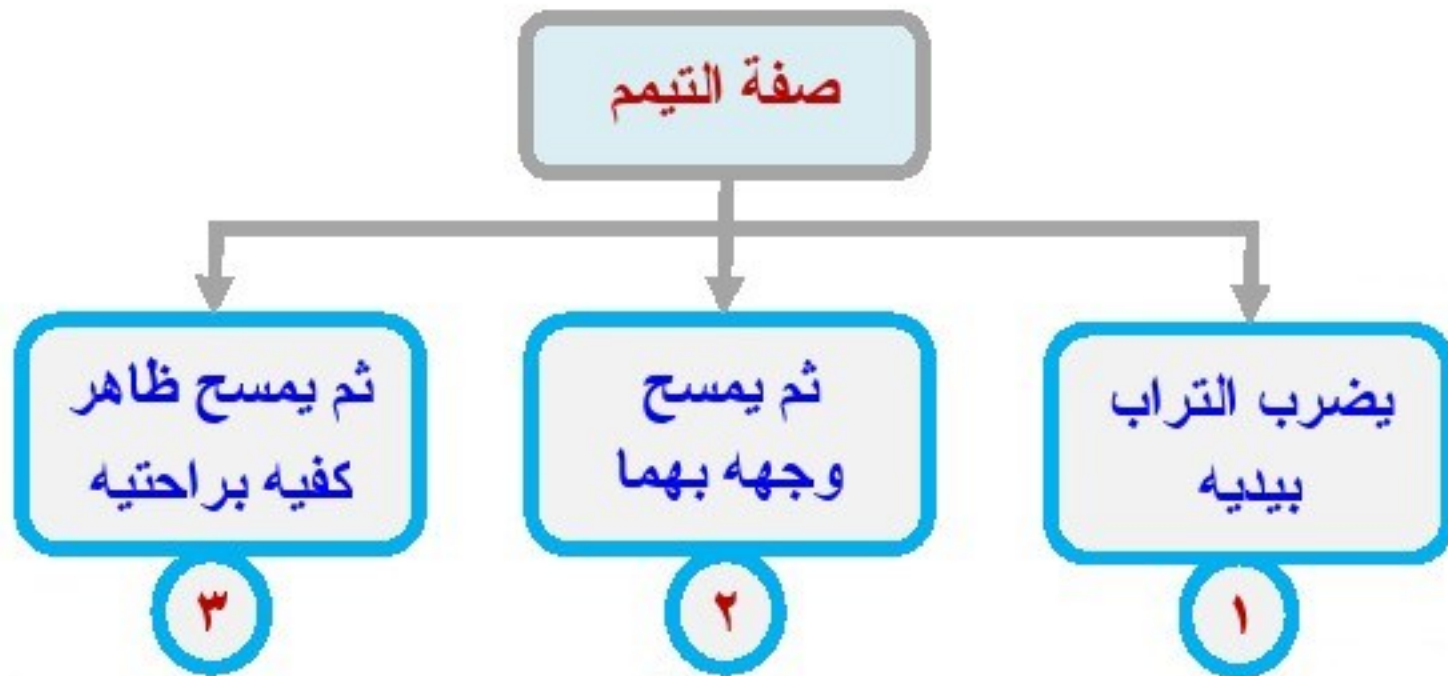 صفة التيمم
يضرب التراب
بيديه
١
ثم يمسح
وجهه بهما
٢
ثم يمسح ظاهر
كفيه براحتيه
٣